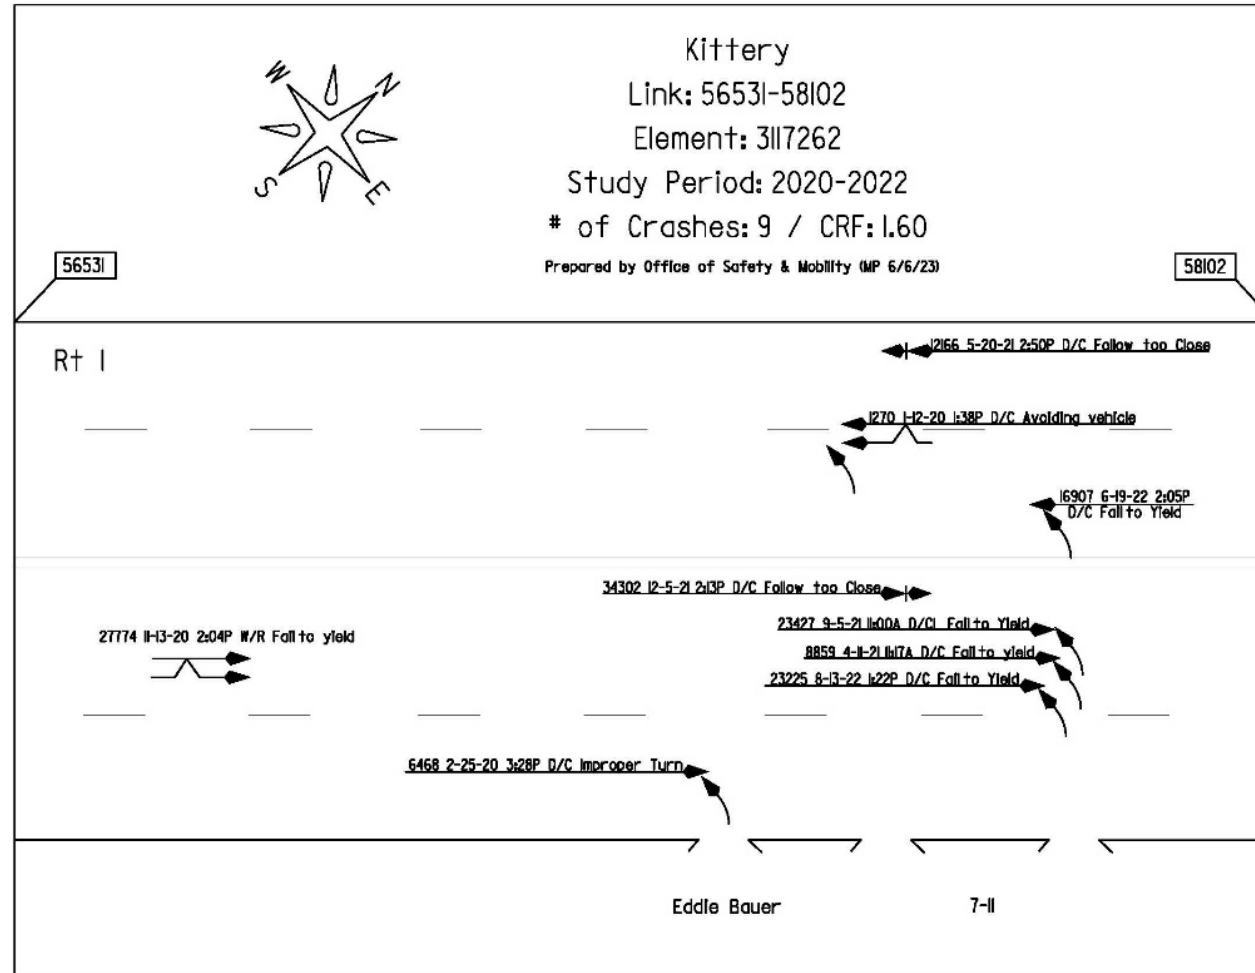 Kittery
Link: 56531-58102
Element: 3117262
Study Period: 2020-2022
# of Crashes: 9 / CRF: 1.60
Prepared by Office of Safety & Mobility (MP 6/6/23)
W
N
S
E
56531
58102
Rt 1
12166 5-20-21 2:50P D/C Follow too Close
1270 1-12-20 1:38P D/C Avoiding vehicle
16907 6-19-22 2:05P
D/C Fail to Yield
34302 12-5-21 2:13P D/C Follow too Close
23427 9-5-21 11:00A D/CL Fail to Yield
27774 11-13-20 2:04P W/R Fail to yield
8859 4-11-21 11:17A D/C Fail to yield
23225 8-13-22 1:22P D/C Fail to Yield
6468 2-25-20 3:28P D/C Improper Turn
Eddie Bauer
7-11